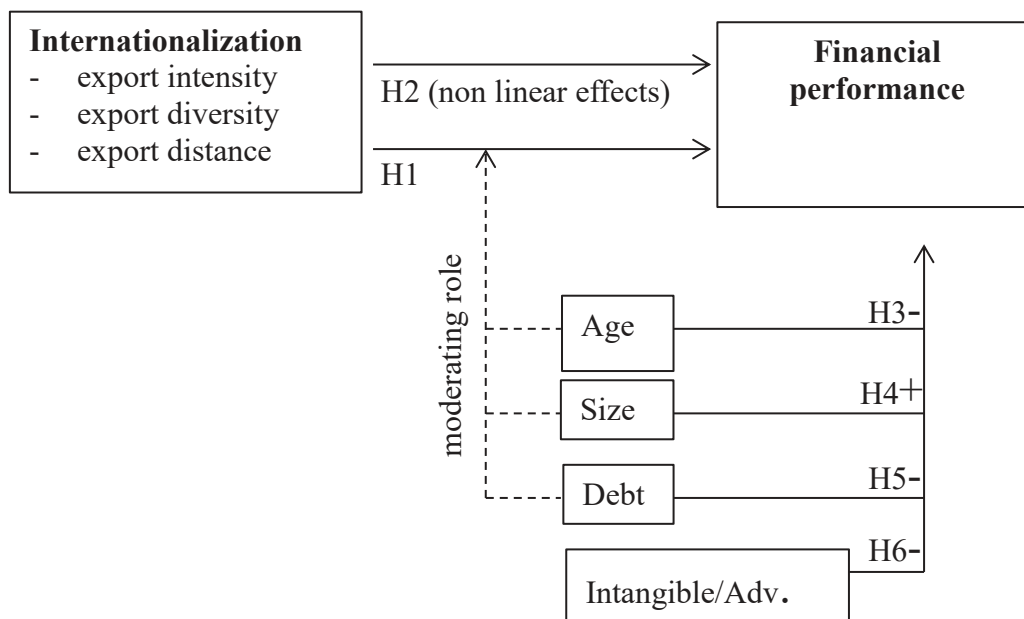 Internationalization
- export intensity
- export diversity
- export distance
H2 (non linear effects)
H1
Financial
performance
moderating role
Age
H3-
Size
H4+
Debt
H5-
H6-
Intangible/Adv.